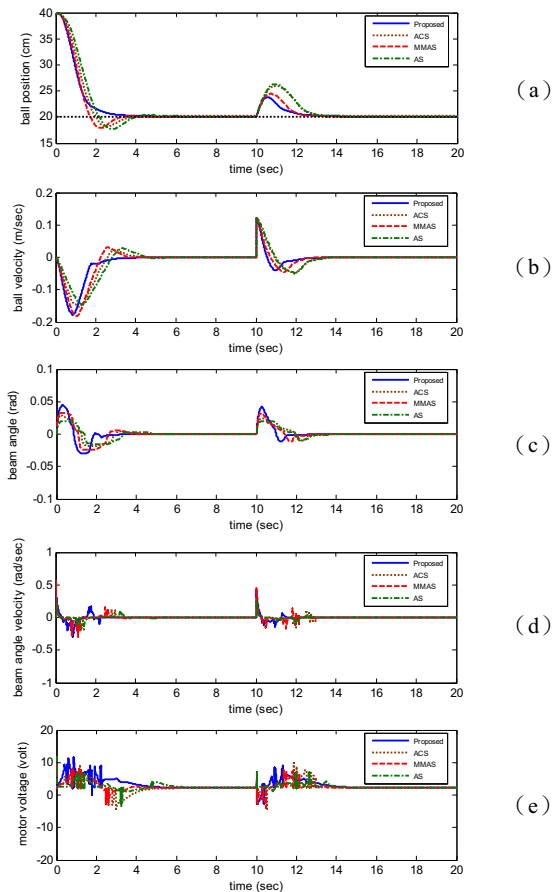 40
35
30
25
20
15
ball position (cm)
Proposed
ACS
MMAS
AS
0 2 4 6 8 10 12 14 16 18 20
time (sec)
(a)
0.2
0.1
0
-0.1
-0.2
ball velocity (m/sec)
Proposed
ACS
MMAS
AS
0 2 4 6 8 10 12 14 16 18 20
time (sec)
(b)
0.1
0.05
0
-0.05
-0.1
beam angle (rad)
Proposed
ACS
MMAS
AS
0 2 4 6 8 10 12 14 16 18 20
time (sec)
(c)
1
0.5
0
-0.5
-1
beam angle velocity (rad/sec)
Proposed
ACS
MMAS
AS
0 2 4 6 8 10 12 14 16 18 20
time (sec)
(d)
20
10
0
-10
-20
motor voltage (volt)
Proposed
ACS
MMAS
AS
0 2 4 6 8 10 12 14 16 18 20
time (sec)
(e)